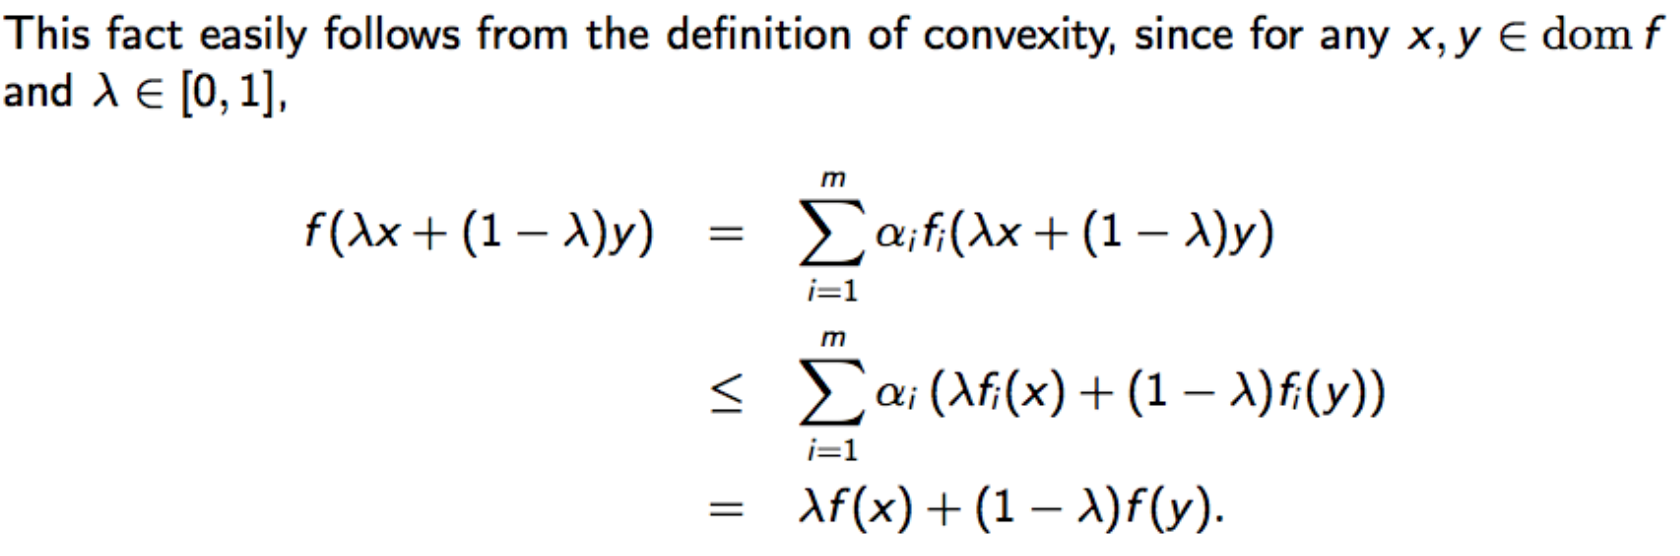 This fact easily follows from the definition of convexity, since for any x, y ∈ dom f
and λ ∈ [0, 1],
f(λx + (1 − λ)y) = ∑_{i=1}^{m} α_i f_i(λx + (1 − λ)y)
≤ ∑_{i=1}^{m} α_i (λf_i(x) + (1 − λ)f_i(y))
= λf(x) + (1 − λ)f(y).